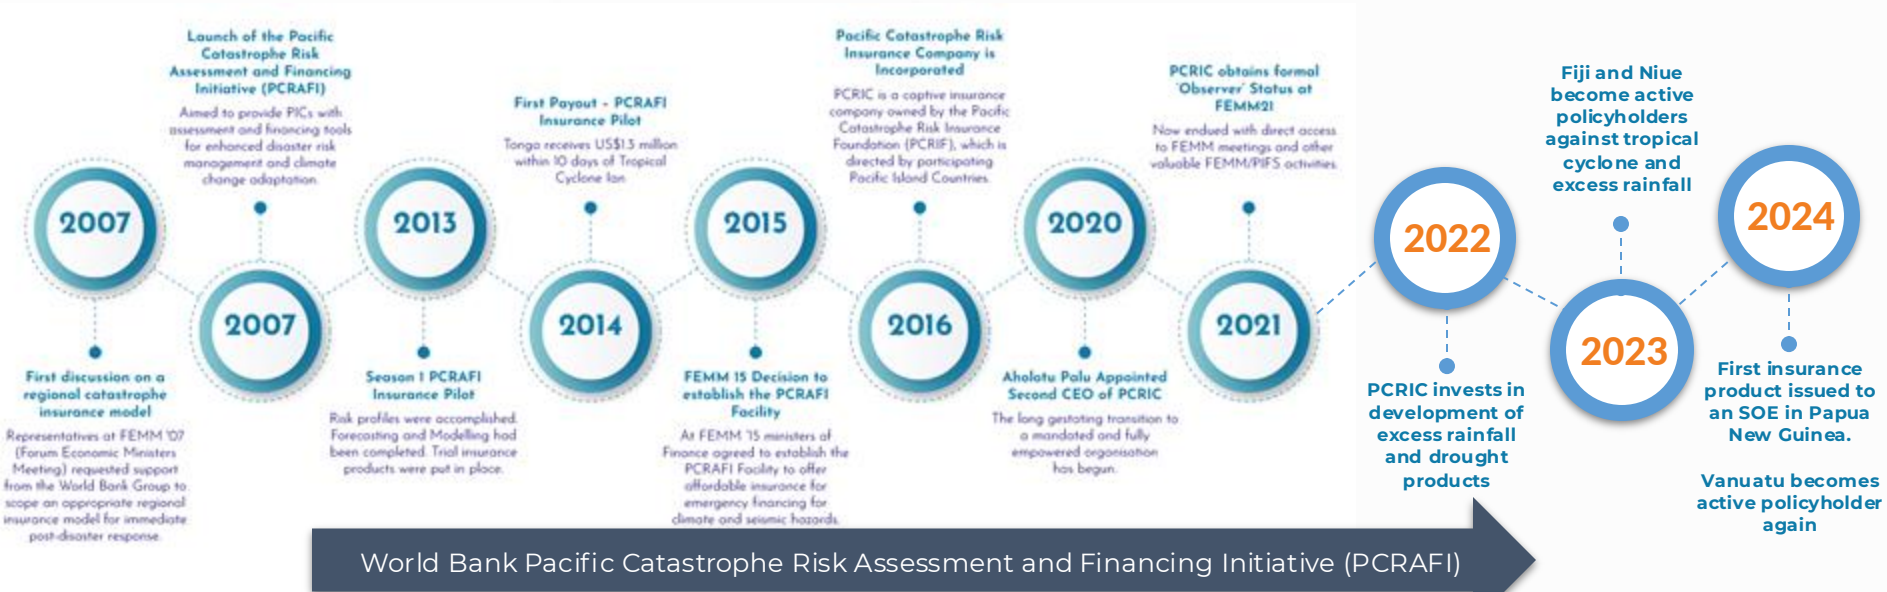 2007
First discussion on a
regional catastrophe
insurance model
Representatives at FEMM '07
(Forum Economic Ministers
Meeting) requested support
from the World Bank Group to
scope an appropriate regional
insurance model for immediate
post-disaster response.
Launch of the Pacific
Catastrophe Risk
Assessment and Financing
Initiative (PCRAFI)
Aimed to provide PICs with
assessment and financing tools
for enhanced disaster risk
management and climate
change adaptation.
2007
2013
Season 1 PCRAFI
Insurance Pilot
Risk profiles were accomplished.
Forecasting and Modelling had
been completed. Trial insurance
products were put in place.
First Payout - PCRAFI
Insurance Pilot
Tonga receives US$1.3 million
within 10 days of Tropical
Cyclone Ian
2014
2015
FEMM 15 Decision to
establish the PCRAFI
Facility
At FEMM '15 ministers of
Finance agreed to establish the
PCRAFI Facility to offer
affordable insurance for
emergency financing for
climate and seismic hazards.
Pacific Catastrophe Risk
Insurance Company is
Incorporated
PCRIC is a captive insurance
company owned by the Pacific
Catastrophe Risk Insurance
Foundation (PCRIF), which is
directed by participating
Pacific Island Countries.
2016
2020
Aholotu Palu Appointed
Second CEO of PCRIC
The long gestating transition to
a mandated and fully
empowered organisation
has begun.
PCRIC obtains formal
'Observer' Status at
FEMM21
Now endued with direct access
to FEMM meetings and other
valuable FEMM/PIFS activities.
2021
2022
PCRIC invests in
development of
excess rainfall
and drought
products
Fiji and Niue
become active
policyholders
against tropical
cyclone and
excess rainfall
2023
2024
First insurance
product issued to
an SOE in Papua
New Guinea.
Vanuatu becomes
active policyholder
again
World Bank Pacific Catastrophe Risk Assessment and Financing Initiative (PCRAFI)